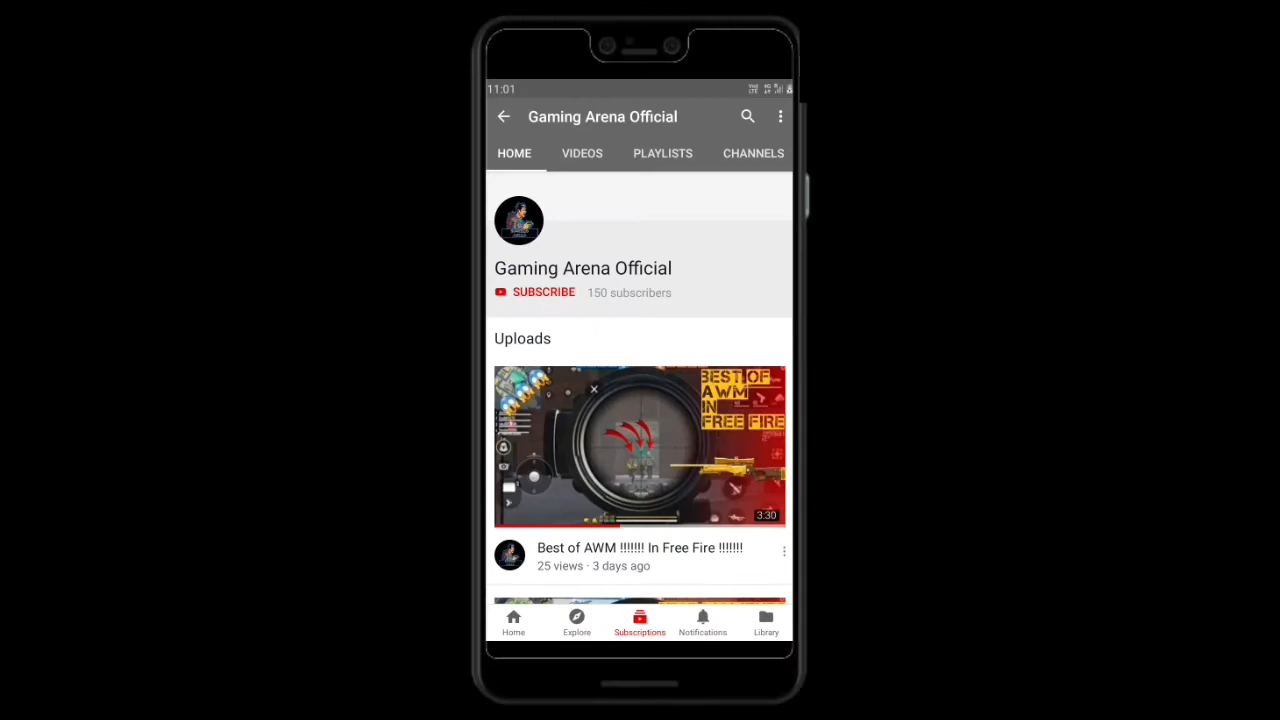 11:01
Gaming Arena Official
HOME VIDEOS PLAYLISTS CHANNELS
Gaming Arena Official
SUBSCRIBE 150 subscribers
Uploads
BEST OF
AWM
IN
FREE FIRE
3:30
Best of AWM !!!!!!! In Free Fire !!!!!!!
25 views · 3 days ago
Home Explore Subscriptions Notifications Library